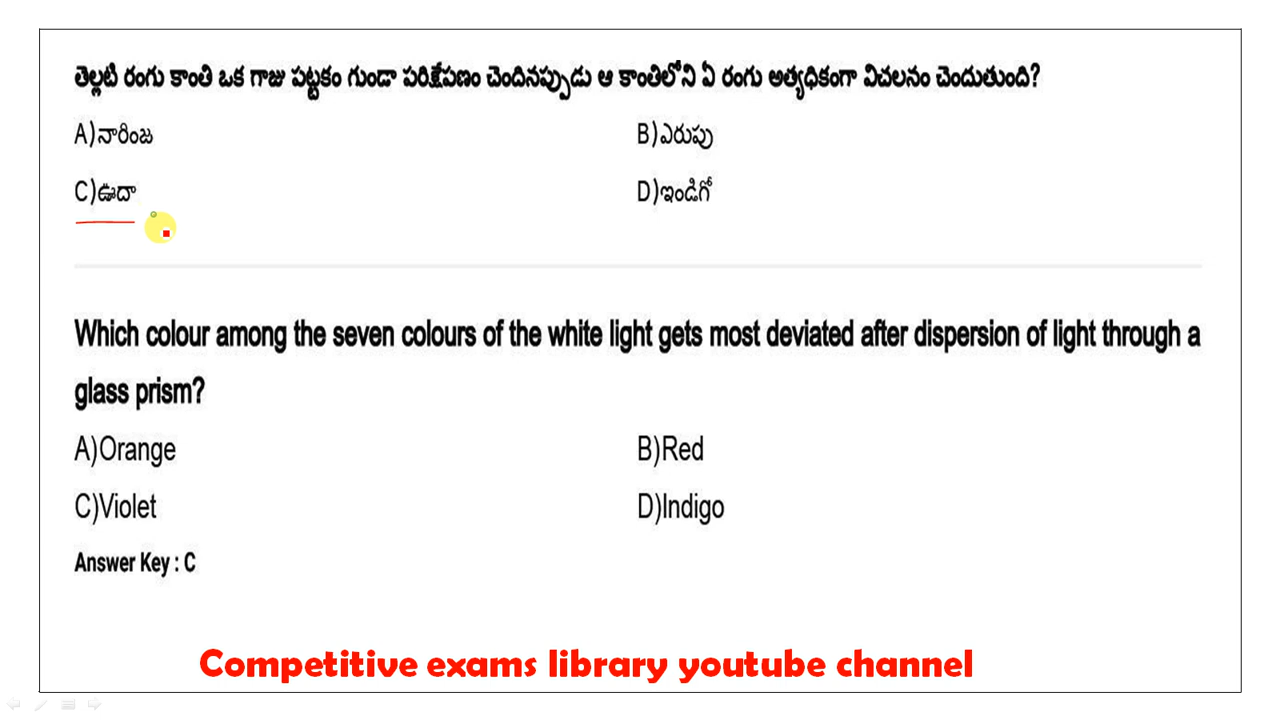 తెల్లటి రంగు కాంతి ఒక గాజు పట్టకం గుండా పరిక్షేపణం చెందినప్పుడు ఆ కాంతిలోని ఏ రంగు అత్యధికంగా విచలనం చెందుతుంది?
A)నారింజ B)ఎరుపు
C)ఊదా D)ఇండిగో
Which colour among the seven colours of the white light gets most deviated after dispersion of light through a
glass prism?
A)Orange B)Red
C)Violet D)Indigo
Answer Key : C
Competitive exams library youtube channel